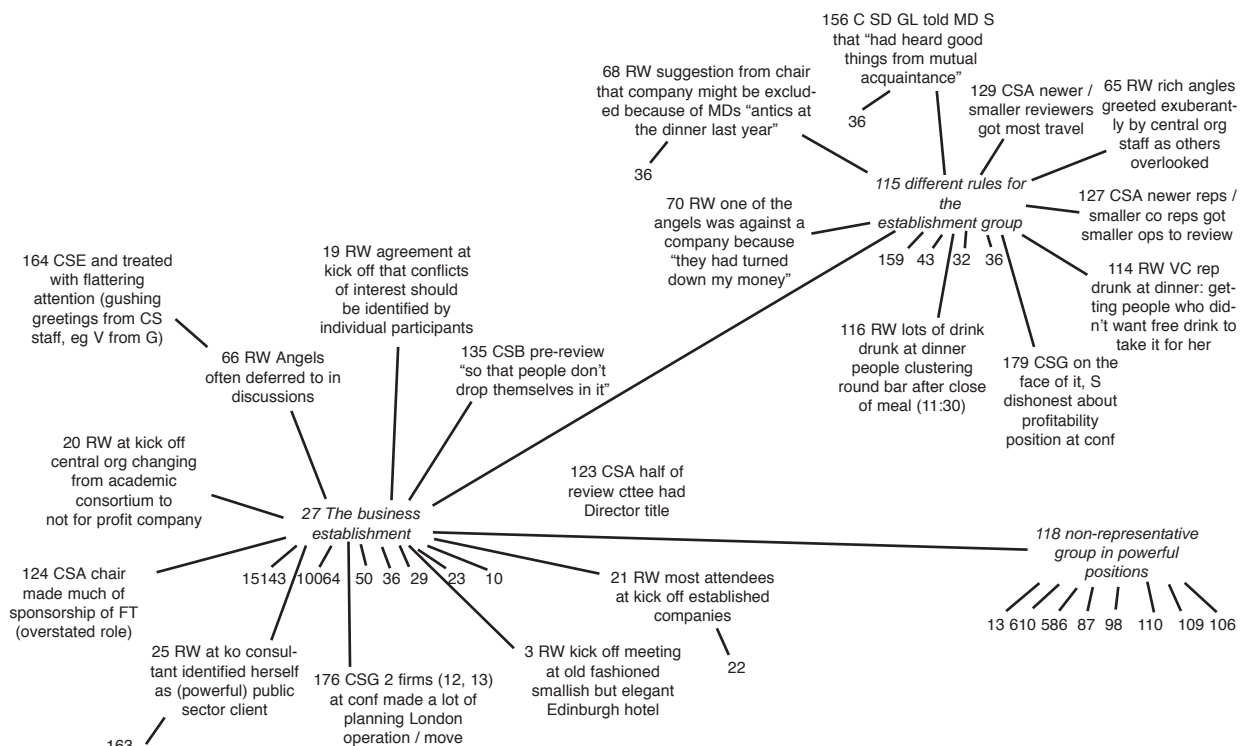 156 C SD GL told MD S
that “had heard good
things from mutual
acquaintance”
36
68 RW suggestion from chair
that company might be exclud-
ed because of MDs “antics at
the dinner last year”
36
129 CSA newer /
smaller reviewers
got most travel
65 RW rich angles
greeted exuberant-
ly by central org
staff as others
overlooked
115 different rules for
the
establishment group
70 RW one of the
angels was against a
company because
“they had turned
down my money”
127 CSA newer reps /
smaller co reps got
smaller ops to review
159 43 32 36
114 RW VC rep
drunk at dinner: get-
ting people who did-
n’t want free drink to
take it for her
116 RW lots of drink
drunk at dinner
people clustering
round bar after close
of meal (11:30)
179 CSG on the
face of it, S
dishonest about
profitability
position at conf
164 CSE and treated
with flattering
attention (gushing
greetings from CS
staff, eg V from G)
19 RW agreement at
kick off that conflicts
of interest should
be identified by
individual participants
66 RW Angels
often deferred to in
discussions
135 CSB pre-review
“so that people don’t
drop themselves in it”
20 RW at kick off
central org changing
from academic
consortium to
not for profit company
123 CSA half of
review cttee had
Director title
27 The business
establishment
118 non-representative
group in powerful
positions
124 CSA chair
made much of
sponsorship of FT
(overstated role)
15143 10064 50 36 29 23 10
21 RW most attendees
at kick off established
companies
22
13 610 586 87 98 110 109 106
25 RW at ko consul-
tant identified herself
as (powerful) public
sector client
163
176 CSG 2 firms (12, 13)
at conf made a lot of
planning London
operation / move
3 RW kick off meeting
at old fashioned
smallish but elegant
Edinburgh hotel